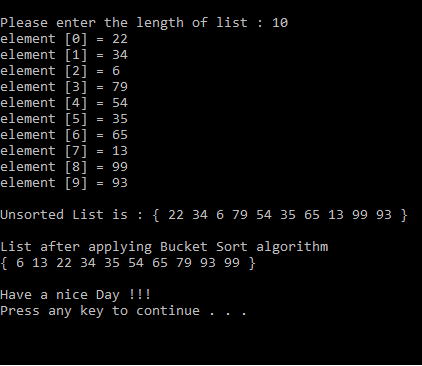 Please enter the length of list : 10
element [0] = 22
element [1] = 34
element [2] = 6
element [3] = 79
element [4] = 54
element [5] = 35
element [6] = 65
element [7] = 13
element [8] = 99
element [9] = 93
Unsorted List is : { 22 34 6 79 54 35 65 13 99 93 }
List after applying Bucket Sort algorithm
{ 6 13 22 34 35 54 65 79 93 99 }
Have a nice Day !!!
Press any key to continue . . .